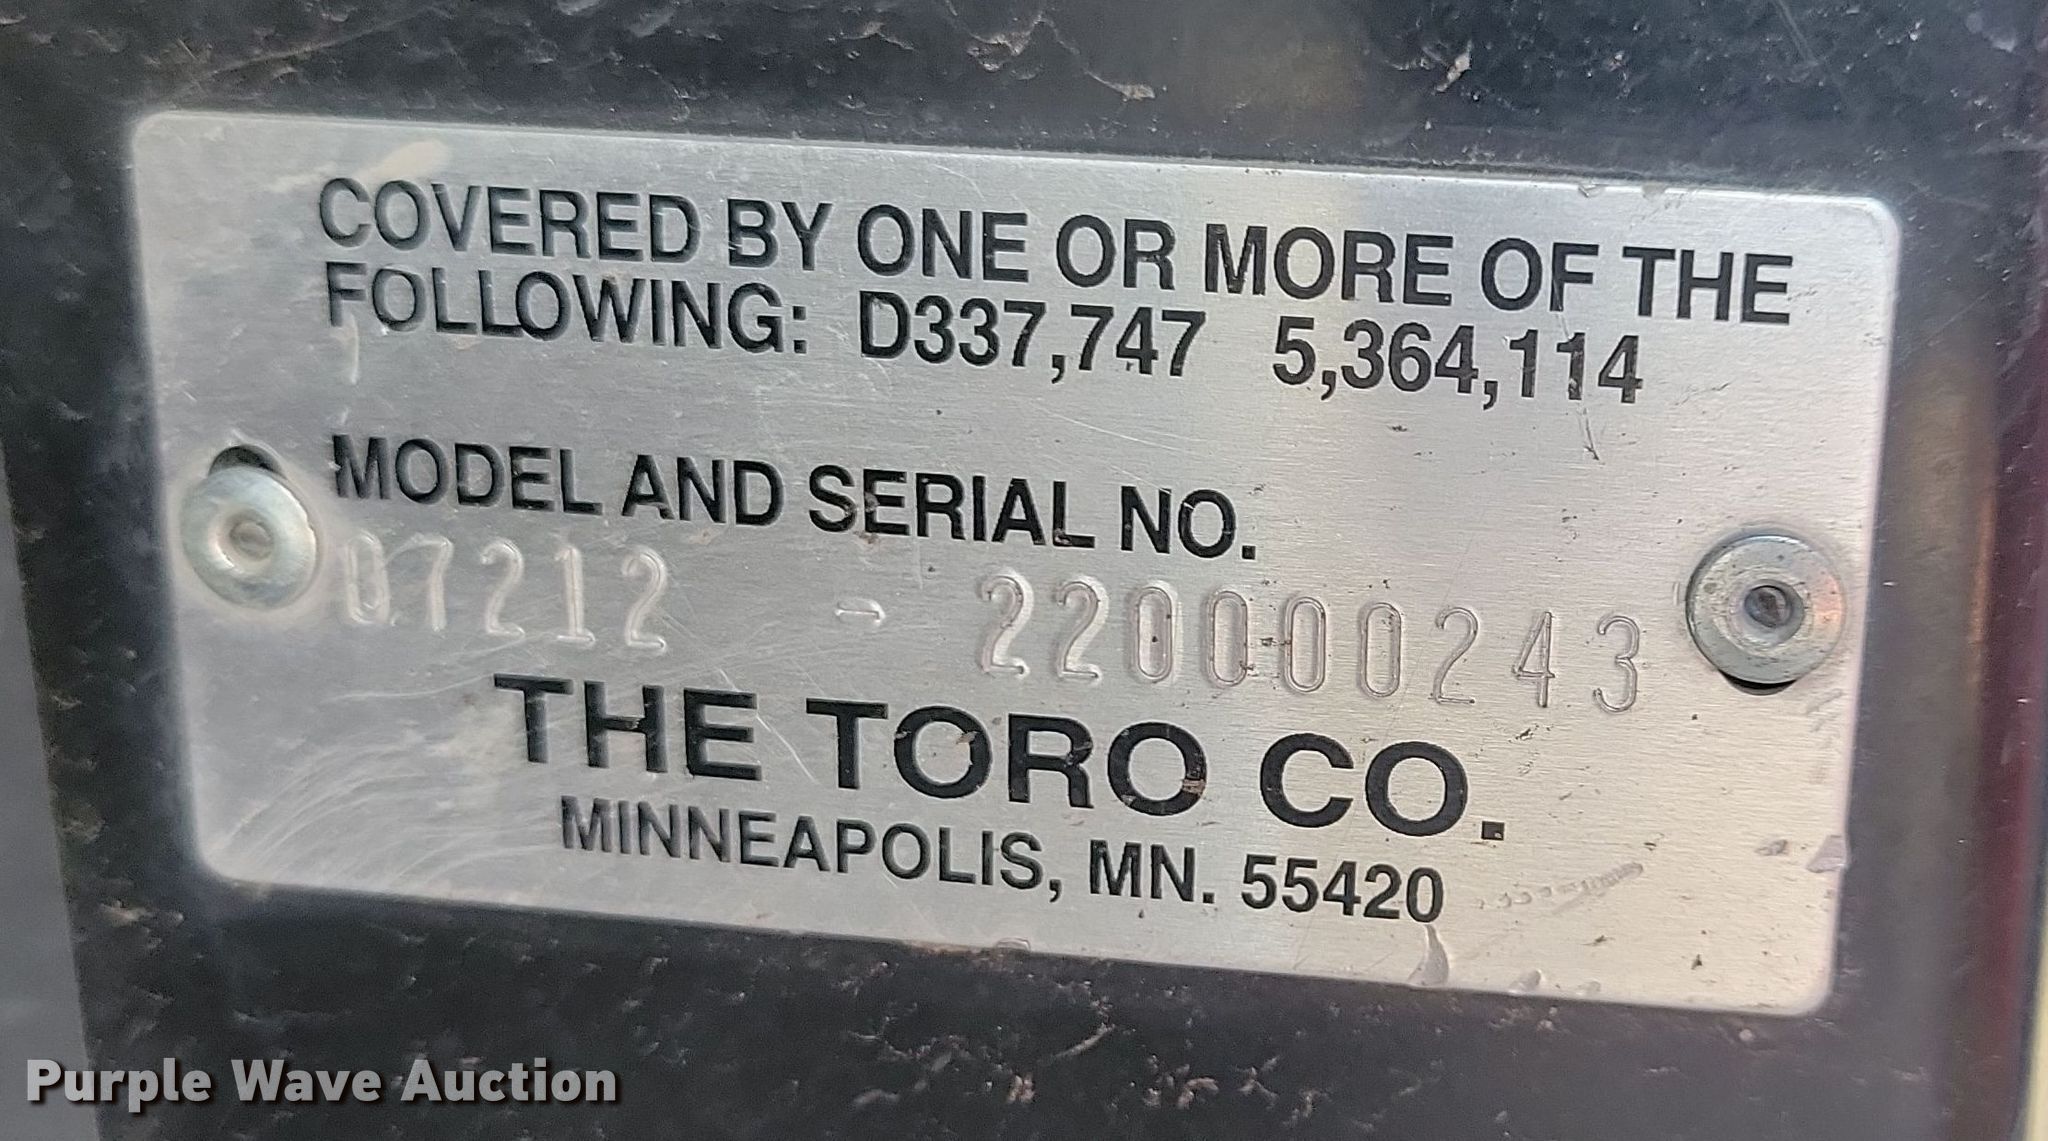 COVERED BY ONE OR MORE OF THE
FOLLOWING: D337,747 5,364,114
MODEL AND SERIAL NO.
07212 - 220000243
THE TORO CO.
MINNEAPOLIS, MN. 55420
Purple Wave Auction